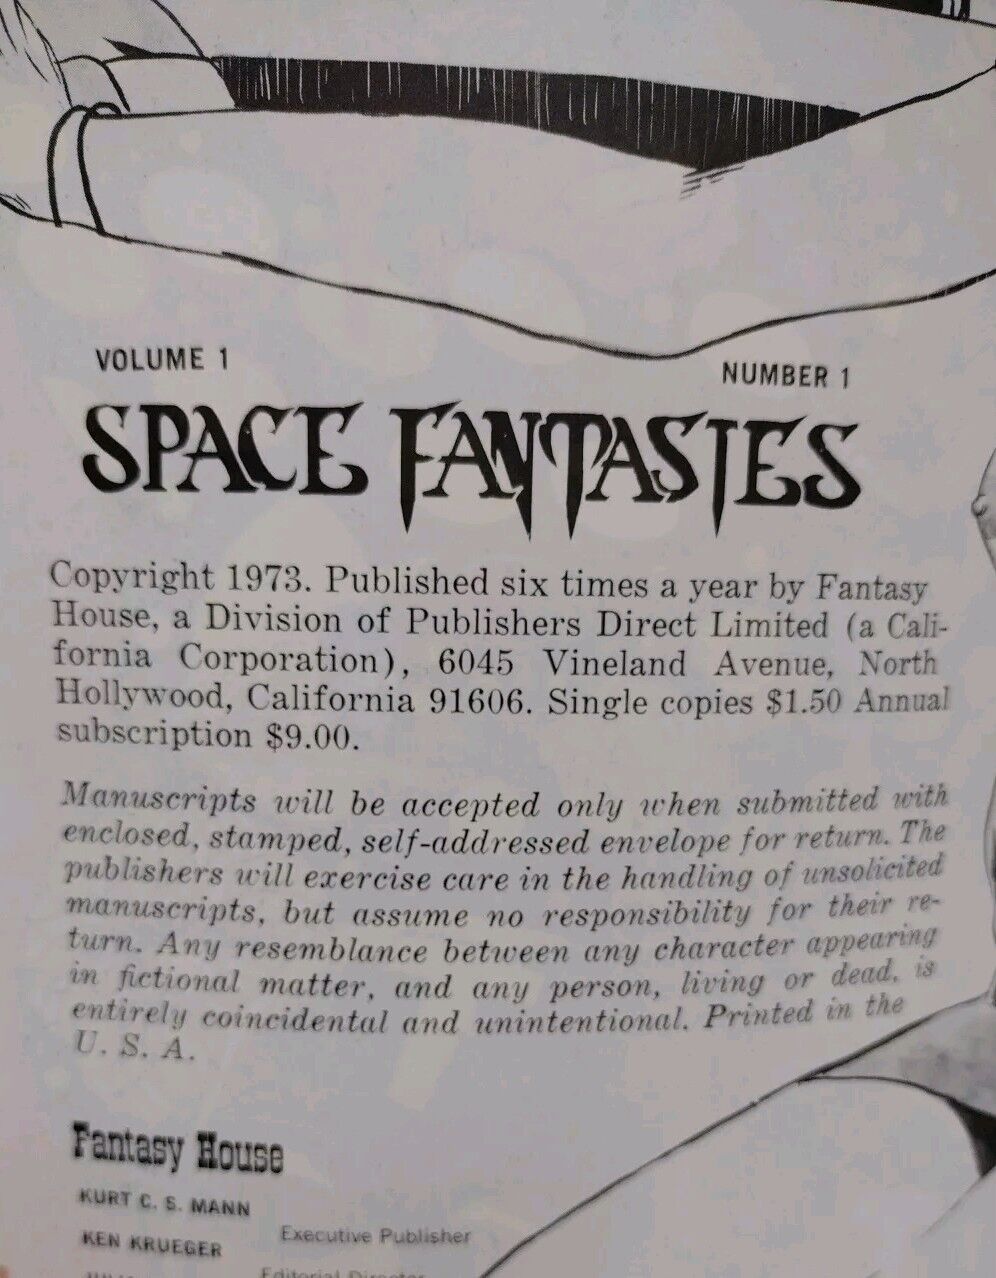 VOLUME 1
NUMBER 1
SPACE FANTASIES
Copyright 1973. Published six times a year by Fantasy
House, a Division of Publishers Direct Limited (a Cali-
fornia Corporation), 6045 Vineland Avenue, North
Hollywood, California 91606. Single copies $1.50 Annual
subscription $9.00.
Manuscripts will be accepted only when submitted with
enclosed, stamped, self-addressed envelope for return. The
publishers will exercise care in the handling of unsolicited
manuscripts, but assume no responsibility for their re-
turn. Any resemblance between any character appearing
in fictional matter, and any person, living or dead, is
entirely coincidental and unintentional. Printed in the
U. S. A.
Fantasy House
KURT C. S. MANN
Executive Publisher
KEN KRUEGER
Editorial Director